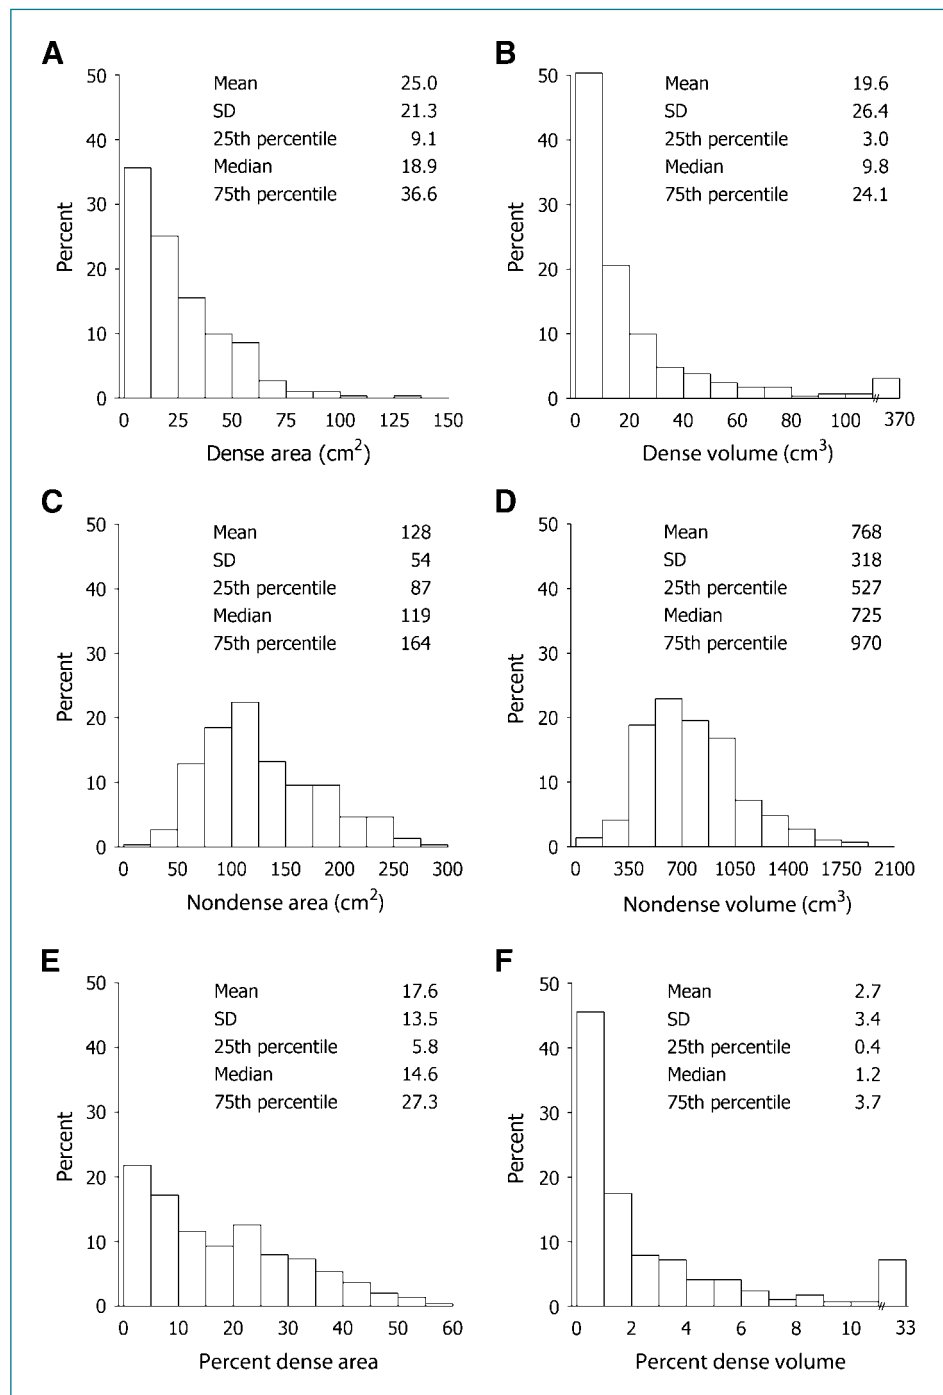 A
Mean 25.0
SD 21.3
25th percentile 9.1
Median 18.9
75th percentile 36.6
50
40
30
20
10
0
Percent
0 25 50 75 100 125 150
Dense area (cm²)
B
Mean 19.6
SD 26.4
25th percentile 3.0
Median 9.8
75th percentile 24.1
50
40
30
20
10
0
Percent
0 20 40 60 80 100 370
Dense volume (cm³)
C
Mean 128
SD 54
25th percentile 87
Median 119
75th percentile 164
50
40
30
20
10
0
Percent
0 50 100 150 200 250 300
Nondense area (cm²)
D
Mean 768
SD 318
25th percentile 527
Median 725
75th percentile 970
50
40
30
20
10
0
Percent
0 350 700 1050 1400 1750 2100
Nondense volume (cm³)
E
Mean 17.6
SD 13.5
25th percentile 5.8
Median 14.6
75th percentile 27.3
50
40
30
20
10
0
Percent
0 10 20 30 40 50 60
Percent dense area
F
Mean 2.7
SD 3.4
25th percentile 0.4
Median 1.2
75th percentile 3.7
50
40
30
20
10
0
Percent
0 2 4 6 8 10 33
Percent dense volume